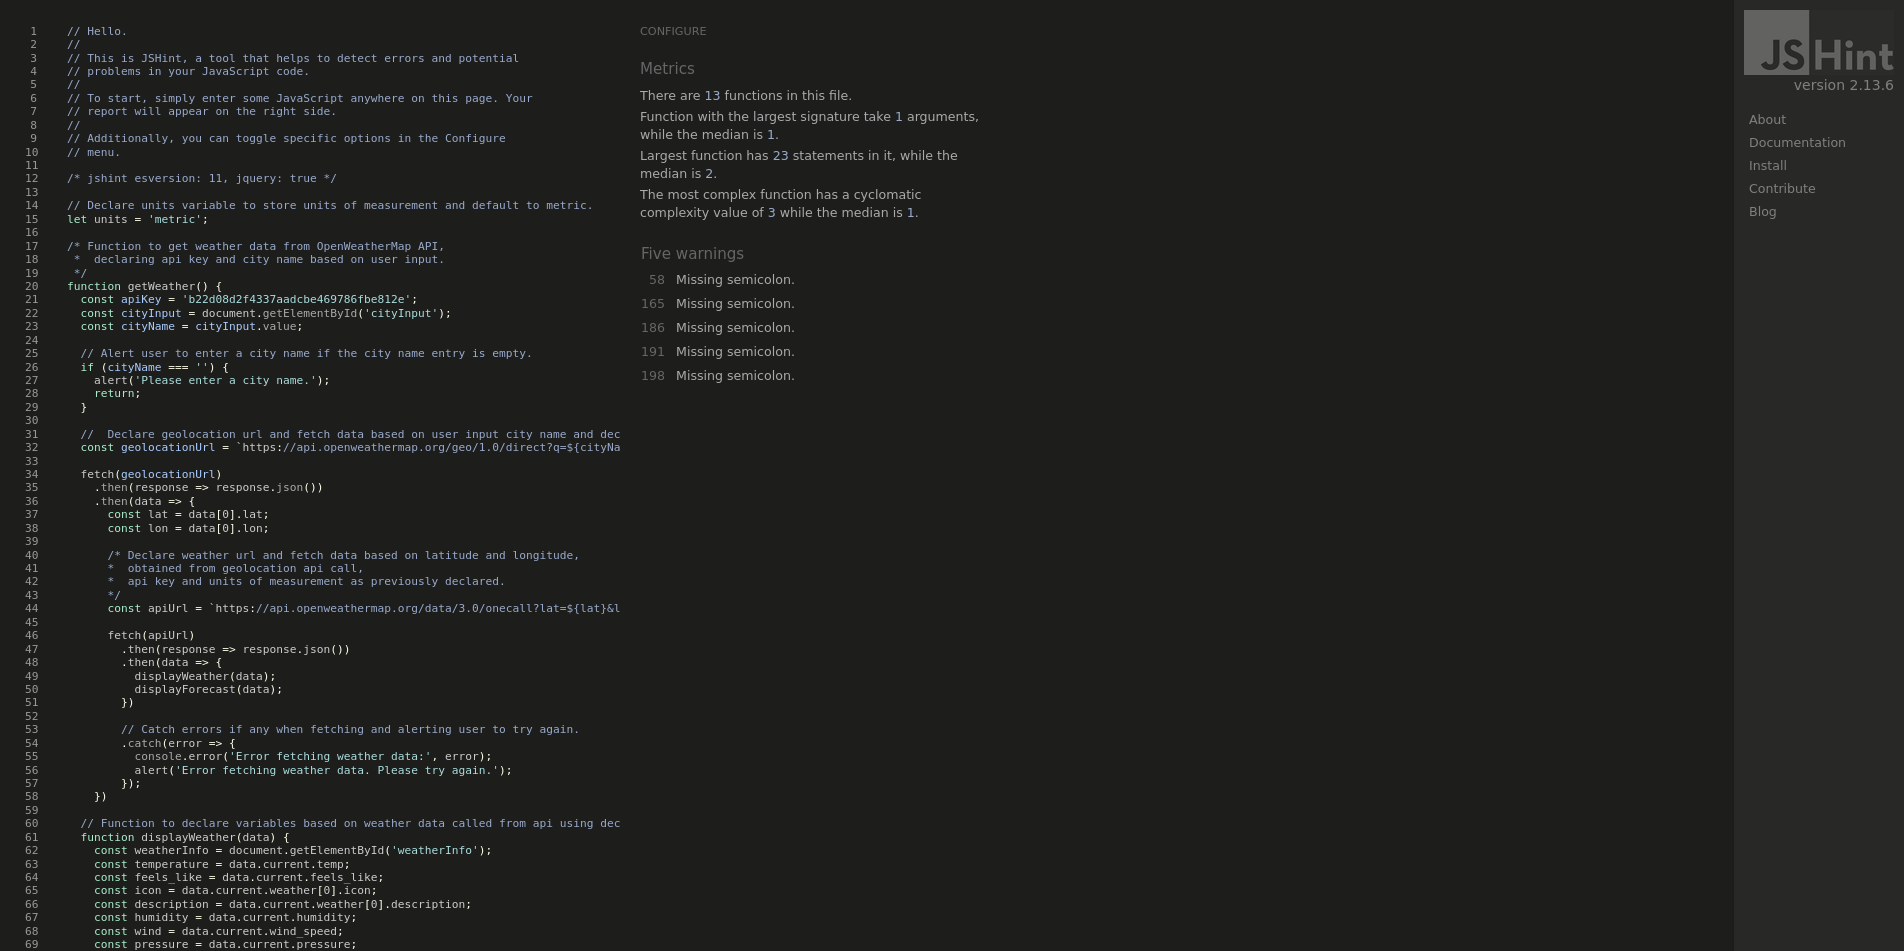 1 // Hello.
2 //
3 // This is JSHint, a tool that helps to detect errors and potential
4 // problems in your JavaScript code.
5 //
6 // To start, simply enter some JavaScript anywhere on this page. Your
7 // report will appear on the right side.
8 //
9 // Additionally, you can toggle specific options in the Configure
10 // menu.
11
12 /* jshint esversion: 11, jquery: true */
13
14 // Declare units variable to store units of measurement and default to metric.
15 let units = 'metric';
16
17 /* Function to get weather data from OpenWeatherMap API,
18  *  declaring api key and city name based on user input.
19  */
20 function getWeather() {
21   const apiKey = 'b22d08d2f4337aadcbe469786fbe812e';
22   const cityInput = document.getElementById('cityInput');
23   const cityName = cityInput.value;
24
25   // Alert user to enter a city name if the city name entry is empty.
26   if (cityName === '') {
27     alert('Please enter a city name.');
28     return;
29   }
30
31   //  Declare geolocation url and fetch data based on user input city name and dec
32   const geolocationUrl = `https://api.openweathermap.org/geo/1.0/direct?q=${cityNa
33
34   fetch(geolocationUrl)
35     .then(response => response.json())
36     .then(data => {
37       const lat = data[0].lat;
38       const lon = data[0].lon;
39
40       /* Declare weather url and fetch data based on latitude and longitude,
41       *  obtained from geolocation api call,
42       *  api key and units of measurement as previously declared.
43       */
44       const apiUrl = `https://api.openweathermap.org/data/3.0/onecall?lat=${lat}&l
45
46       fetch(apiUrl)
47         .then(response => response.json())
48         .then(data => {
49           displayWeather(data);
50           displayForecast(data);
51         })
52
53         // Catch errors if any when fetching and alerting user to try again.
54         .catch(error => {
55           console.error('Error fetching weather data:', error);
56           alert('Error fetching weather data. Please try again.');
57         });
58     })
59
60   // Function to declare variables based on weather data called from api using dec
61   function displayWeather(data) {
62     const weatherInfo = document.getElementById('weatherInfo');
63     const temperature = data.current.temp;
64     const feels_like = data.current.feels_like;
65     const icon = data.current.weather[0].icon;
66     const description = data.current.weather[0].description;
67     const humidity = data.current.humidity;
68     const wind = data.current.wind_speed;
69     const pressure = data.current.pressure;
CONFIGURE
Metrics
There are 13 functions in this file.
Function with the largest signature take 1 arguments,
while the median is 1.
Largest function has 23 statements in it, while the
median is 2.
The most complex function has a cyclomatic
complexity value of 3 while the median is 1.
Five warnings
58 Missing semicolon.
165 Missing semicolon.
186 Missing semicolon.
191 Missing semicolon.
198 Missing semicolon.
JSHint
version 2.13.6
About
Documentation
Install
Contribute
Blog